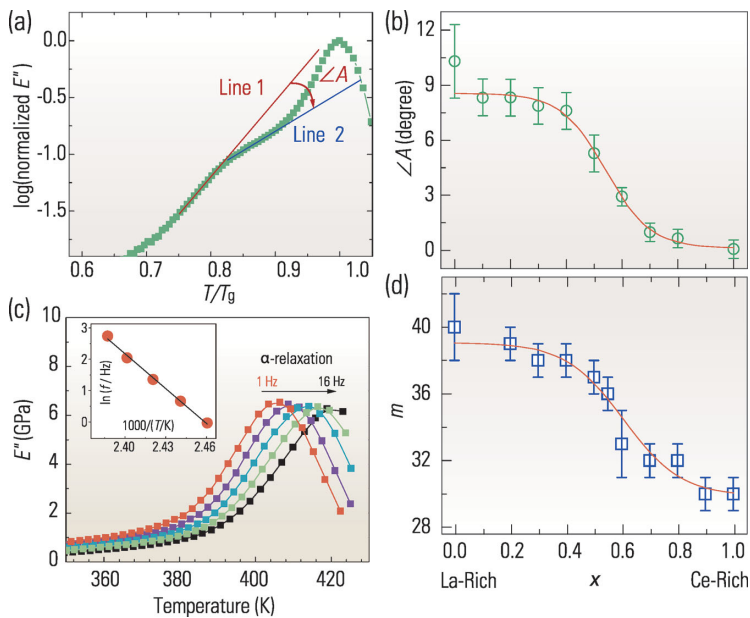 (a)
0.0
-0.5
-1.0
-1.5
log(normalized E″)
Line 1
∠A
Line 2
0.6 0.7 0.8 0.9 1.0
T/Tg
(b)
12
9
6
3
0
∠A (degree)
(c)
10
8
6
4
2
0
E″ (GPa)
3
2
1
0
ln (f / Hz)
2.40 2.43 2.46
1000/(T/K)
α-relaxation
1 Hz 16 Hz
360 380 400 420
Temperature (K)
(d)
40
36
32
28
m
0.0 0.2 0.4 0.6 0.8 1.0
La-Rich x Ce-Rich